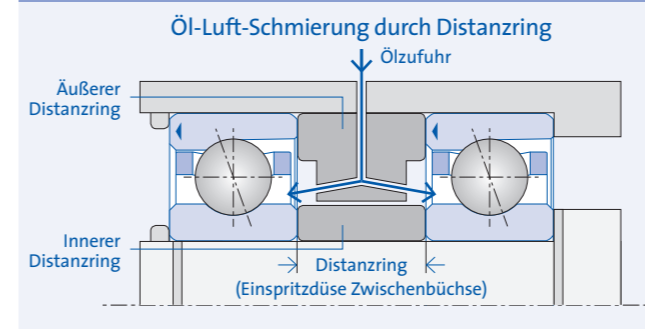 Öl-Luft-Schmierung durch Distanzring
Ölzufuhr
Äußerer
Distanzring
Innerer
Distanzring
Distanzring
(Einspritzdüse Zwischenbüchse)